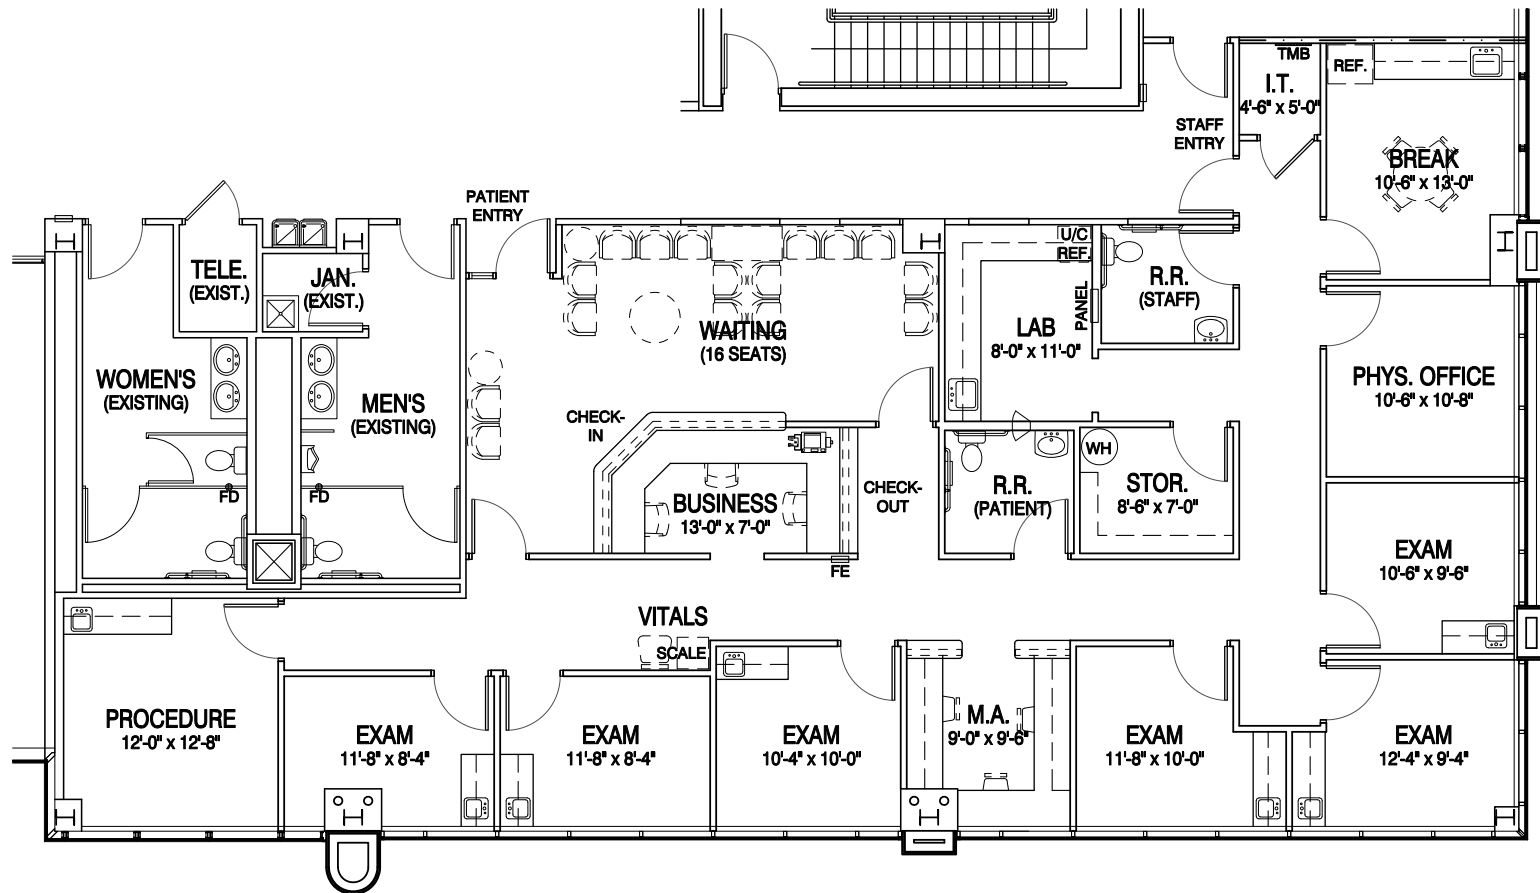 TMB
REF.
I.T.
4'-6" x 5'-0"
STAFF
ENTRY
BREAK
10'-6" x 13'-0"
PATIENT
ENTRY
U/C
REF.
TELE.
(EXIST.)
JAN.
(EXIST.)
R.R.
(STAFF)
PANEL
WAITING
(16 SEATS)
LAB
8'-0" x 11'-0"
WOMEN'S
(EXISTING)
MEN'S
(EXISTING)
PHYS. OFFICE
10'-6" x 10'-8"
CHECK-
IN
WH
FD
FD
BUSINESS
13'-0" x 7'-0"
CHECK-
OUT
R.R.
(PATIENT)
STOR.
8'-6" x 7'-0"
EXAM
10'-6" x 9'-6"
FE
VITALS
SCALE
PROCEDURE
12'-0" x 12'-8"
EXAM
11'-8" x 8'-4"
EXAM
11'-8" x 8'-4"
EXAM
10'-4" x 10'-0"
M.A.
9'-0" x 9'-6"
EXAM
11'-8" x 10'-0"
EXAM
12'-4" x 9'-4"